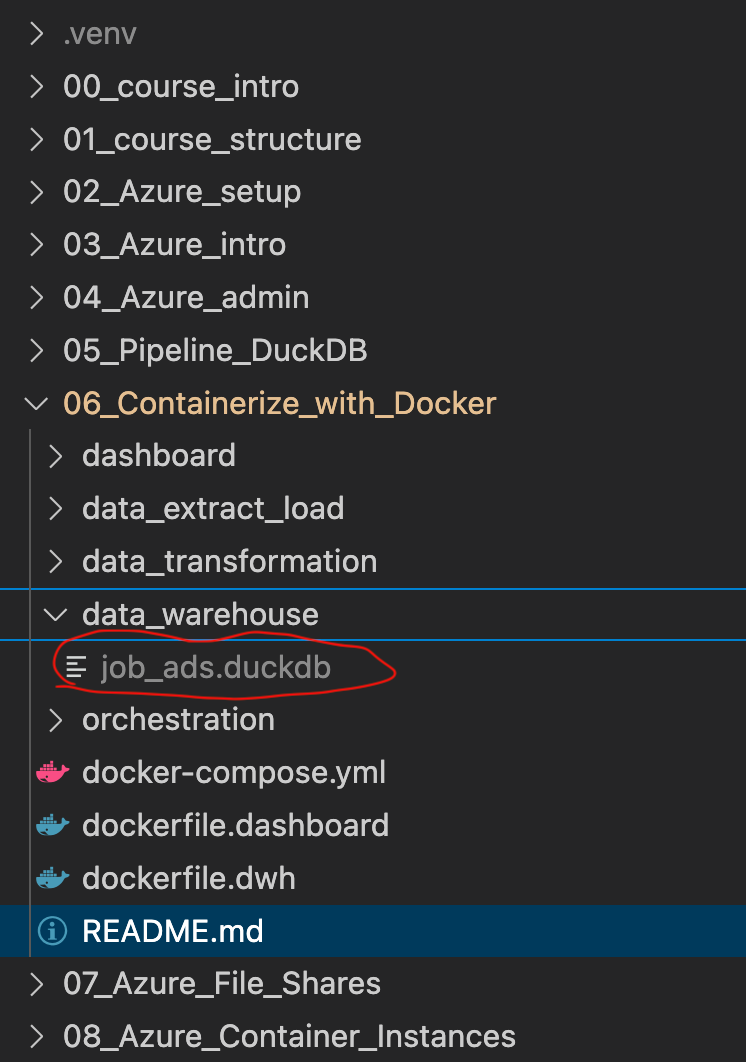 .venv
00_course_intro
01_course_structure
02_Azure_setup
03_Azure_intro
04_Azure_admin
05_Pipeline_DuckDB
06_Containerize_with_Docker
dashboard
data_extract_load
data_transformation
data_warehouse
job_ads.duckdb
orchestration
docker-compose.yml
dockerfile.dashboard
dockerfile.dwh
README.md
07_Azure_File_Shares
08_Azure_Container_Instances